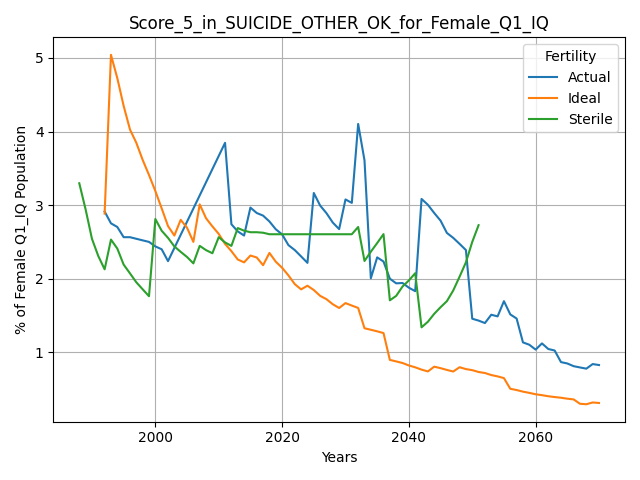 Score_5_in_SUICIDE_OTHER_OK_for_Female_Q1_IQ
Fertility
Actual
Ideal
Sterile
% of Female Q1_IQ Population
5
4
3
2
1
2000
2020
2040
2060
Years